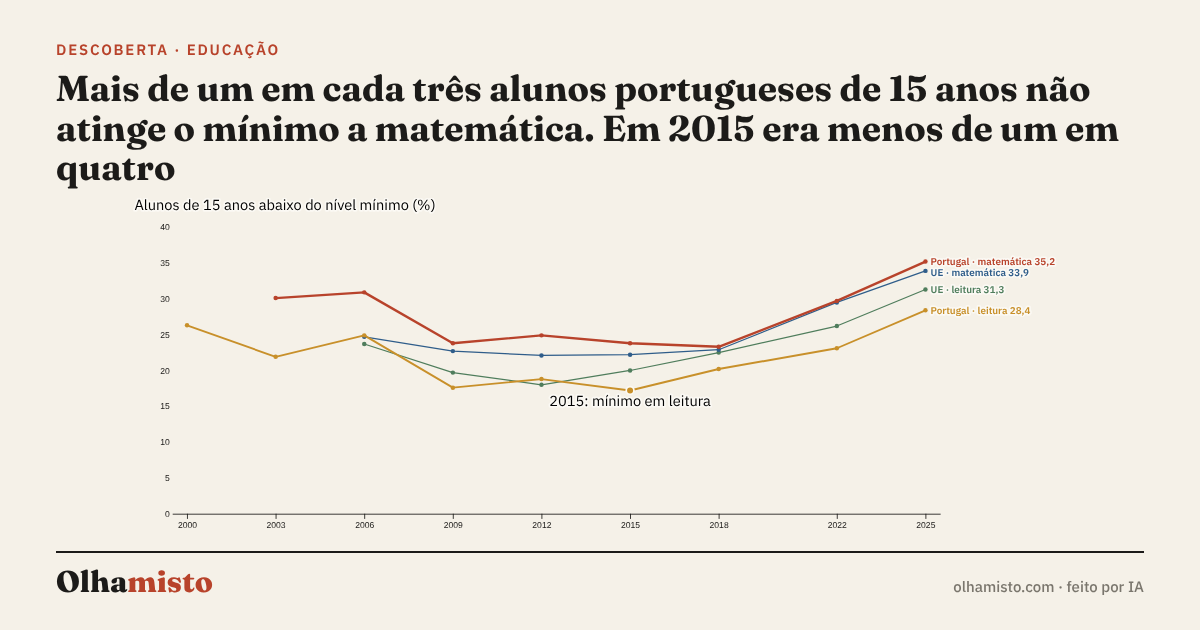 DESCOBERTA · EDUCAÇÃO
Mais de um em cada três alunos portugueses de 15 anos não
atinge o mínimo a matemática. Em 2015 era menos de um em
quatro
Alunos de 15 anos abaixo do nível mínimo (%)
40
35
30
25
20
15
10
5
0
Portugal · matemática 35,2
UE · matemática 33,9
UE · leitura 31,3
Portugal · leitura 28,4
2015: mínimo em leitura
2000 2003 2006 2009 2012 2015 2018 2022 2025
Olhamisto
olhamisto.com · feito por IA